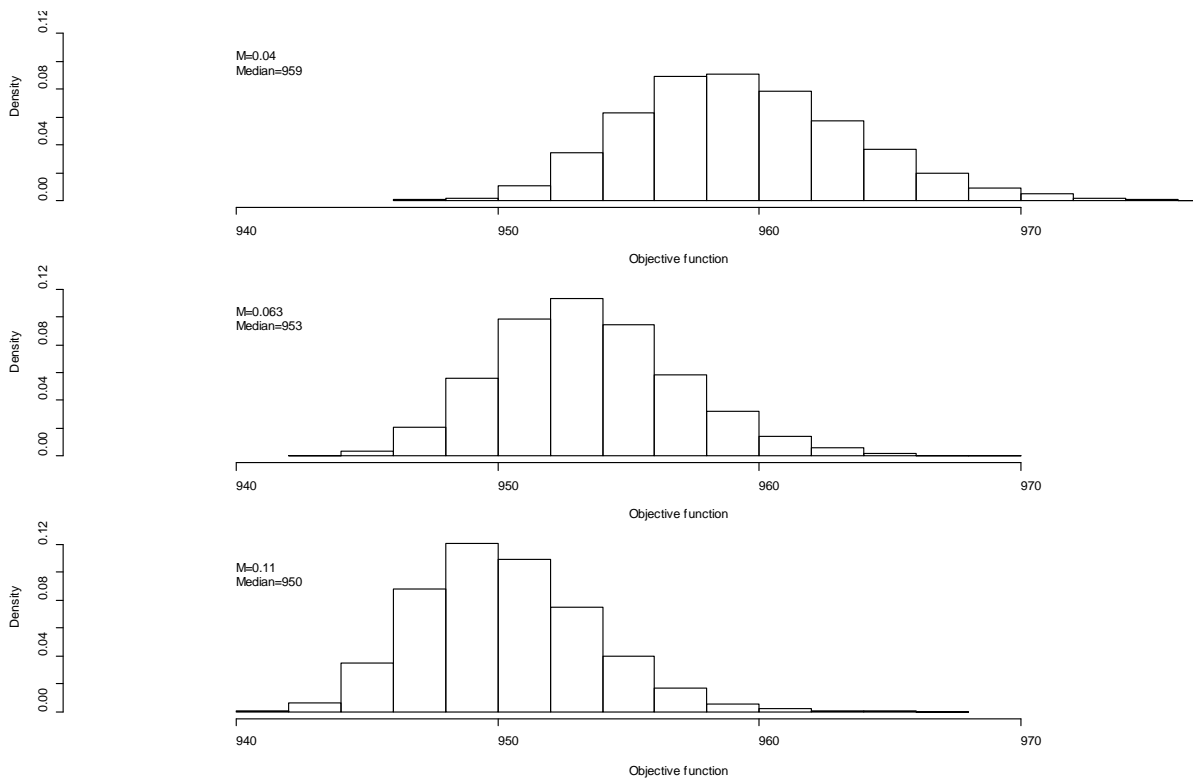 0.12
0.08
0.04
0.00
Density
M=0.04
Median=959
940
950
960
970
Objective function
0.12
0.08
0.04
0.00
Density
M=0.063
Median=953
940
950
960
970
Objective function
0.12
0.08
0.04
0.00
Density
M=0.11
Median=950
940
950
960
970
Objective function